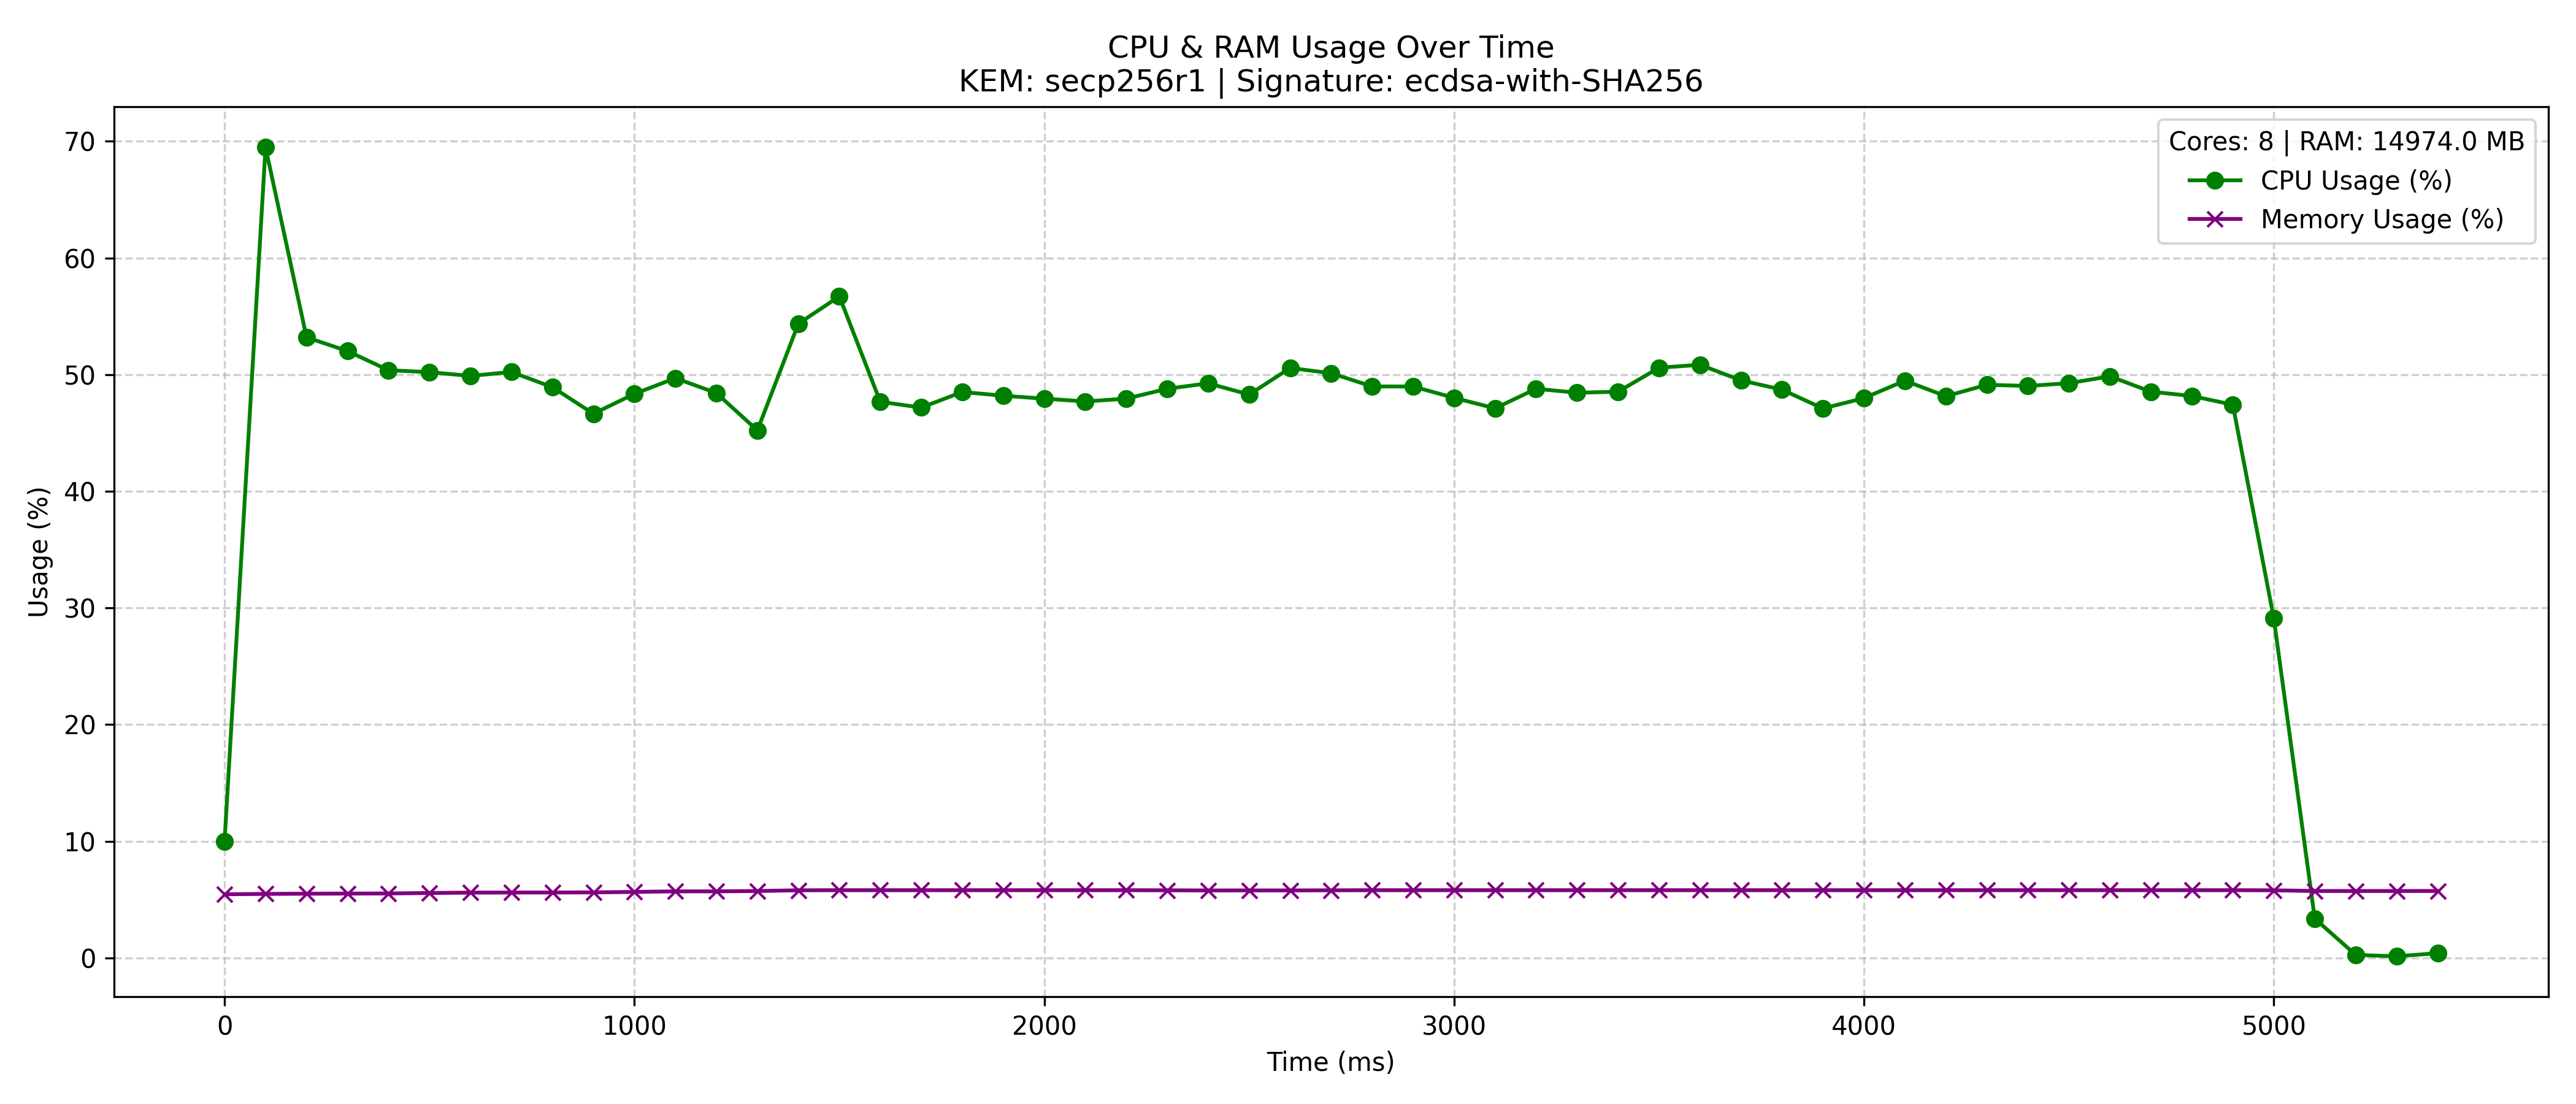 CPU & RAM Usage Over Time
KEM: secp256r1 | Signature: ecdsa-with-SHA256
Cores: 8 | RAM: 14974.0 MB
CPU Usage (%)
Memory Usage (%)
Usage (%)
70
60
50
40
30
20
10
0
0 1000 2000 3000 4000 5000
Time (ms)